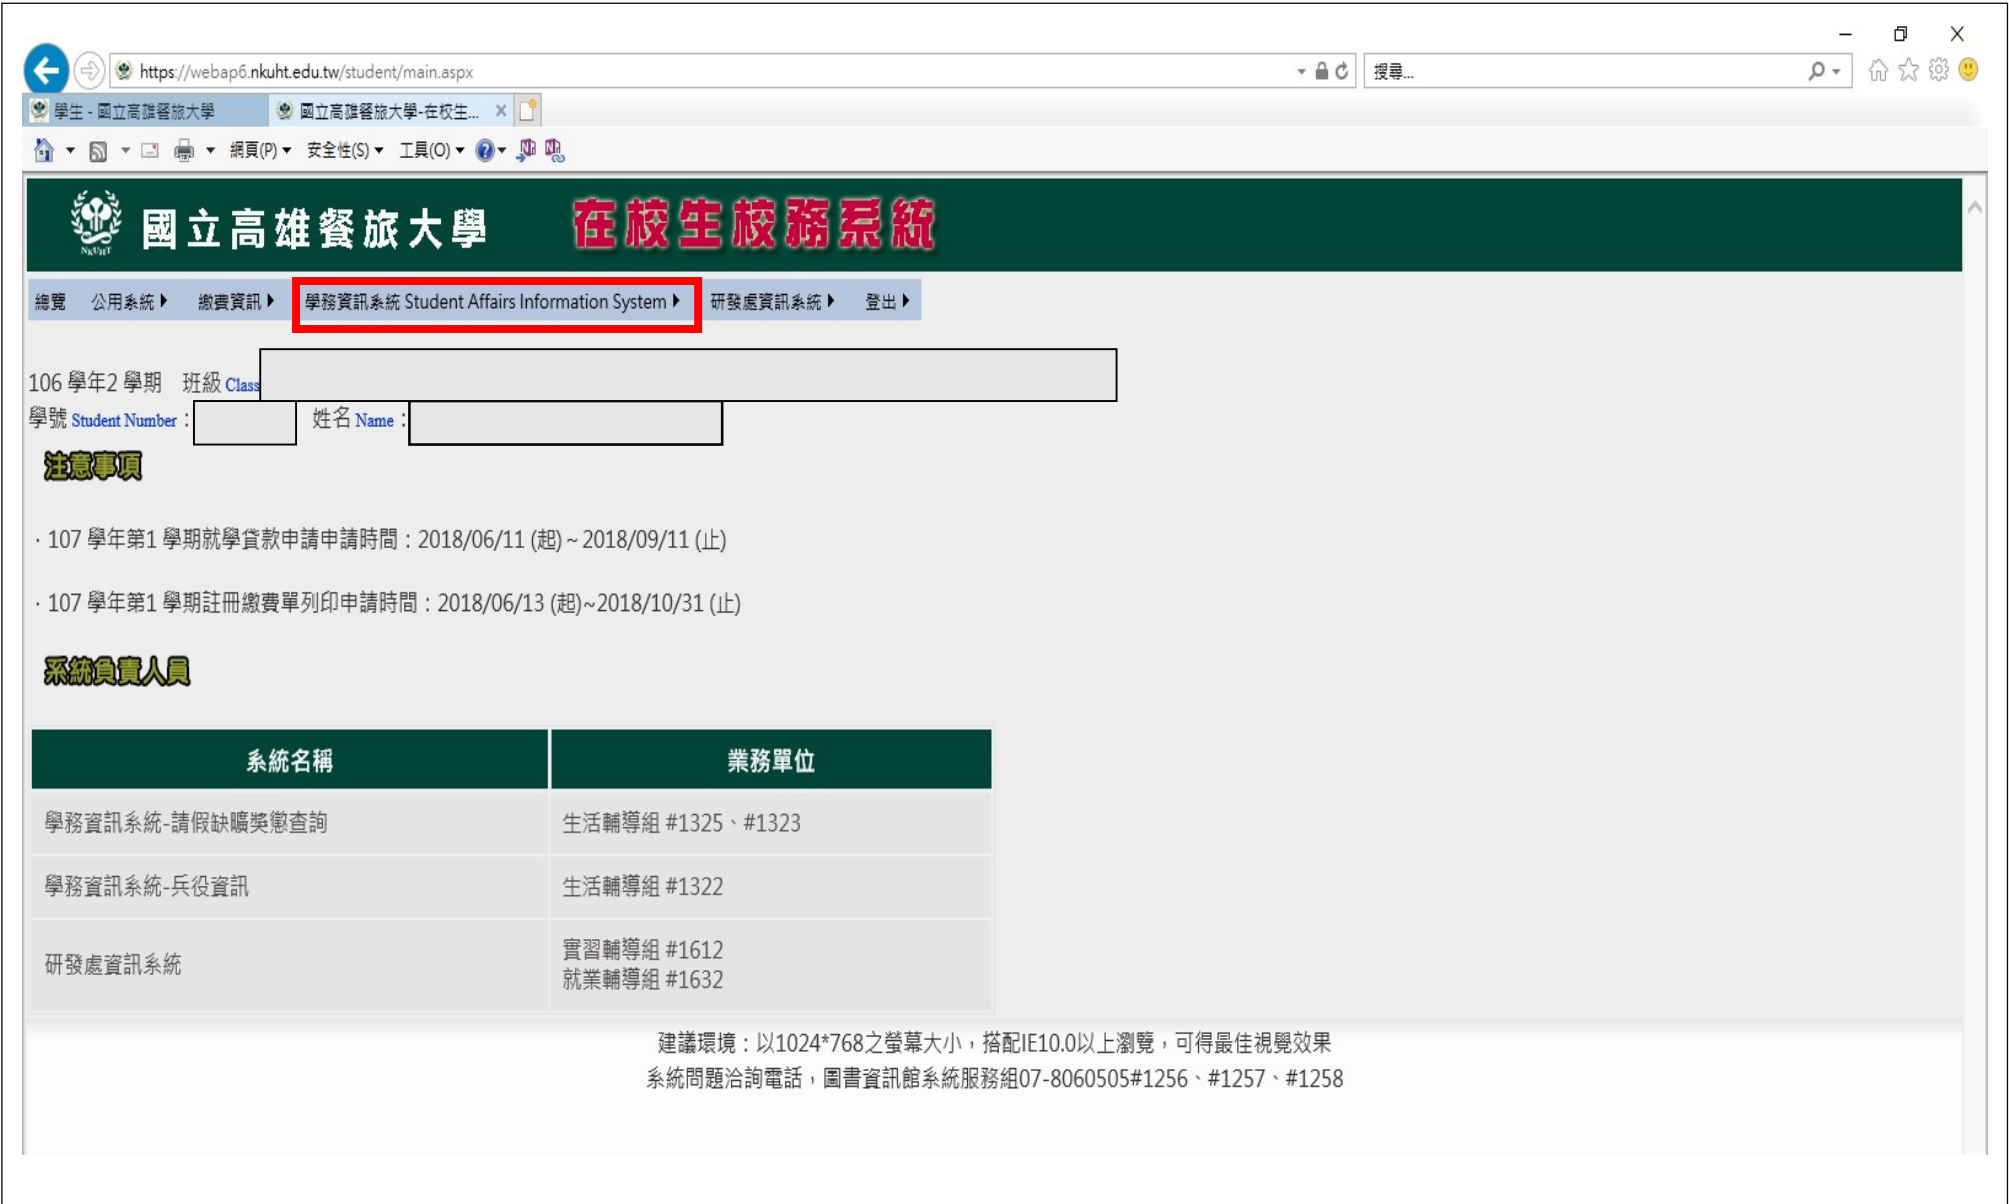 https://webap6.nkuht.edu.tw/student/main.aspx
搜尋...
學生 - 國立高雄餐旅大學
國立高雄餐旅大學-在校生...
網頁(P) 安全性(S) 工具(O)
NKUHT
國立高雄餐旅大學 在校生校務系統
總覽 公用系統 繳費資訊 學務資訊系統 Student Affairs Information System 研發處資訊系統 登出
106 學年2 學期 班級 Class
學號 Student Number： 姓名 Name：
注意事項
· 107 學年第1 學期就學貸款申請申請時間：2018/06/11 (起) ~ 2018/09/11 (止)
· 107 學年第1 學期註冊繳費單列印申請時間：2018/06/13 (起)~2018/10/31 (止)
系統負責人員
系統名稱 業務單位
學務資訊系統-請假缺曠獎懲查詢 生活輔導組 #1325、#1323
學務資訊系統-兵役資訊 生活輔導組 #1322
研發處資訊系統 實習輔導組 #1612
就業輔導組 #1632
建議環境：以1024*768之螢幕大小，搭配IE10.0以上瀏覽，可得最佳視覺效果
系統問題洽詢電話，圖書資訊館系統服務組07-8060505#1256、#1257、#1258